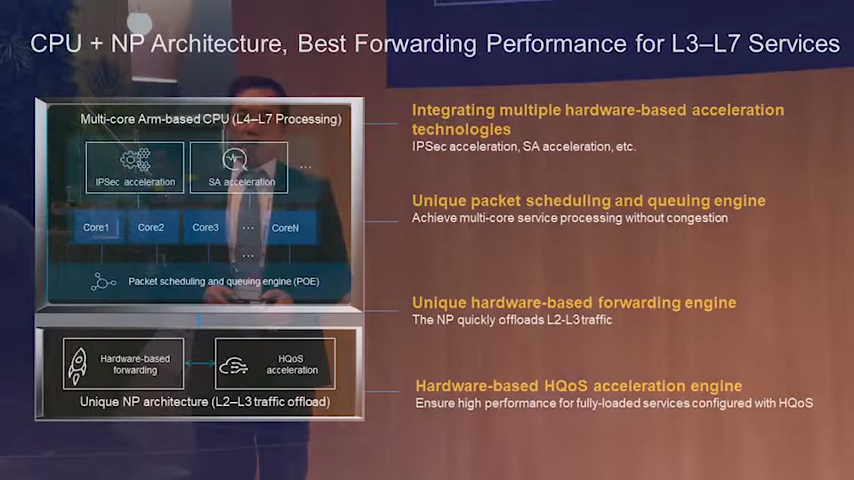 CPU + NP Architecture, Best Forwarding Performance for L3–L7 Services
Multi-core Arm-based CPU (L4–L7 Processing)
IPSec acceleration
SA acceleration
...
Core1
Core2
Core3
...
CoreN
...
Packet scheduling and queuing engine (POE)
Hardware-based
forwarding
HQoS
acceleration
Unique NP architecture (L2–L3 traffic offload)
Integrating multiple hardware-based acceleration
technologies
IPSec acceleration, SA acceleration, etc.
Unique packet scheduling and queuing engine
Achieve multi-core service processing without congestion
Unique hardware-based forwarding engine
The NP quickly offloads L2-L3 traffic
Hardware-based HQoS acceleration engine
Ensure high performance for fully-loaded services configured with HQoS